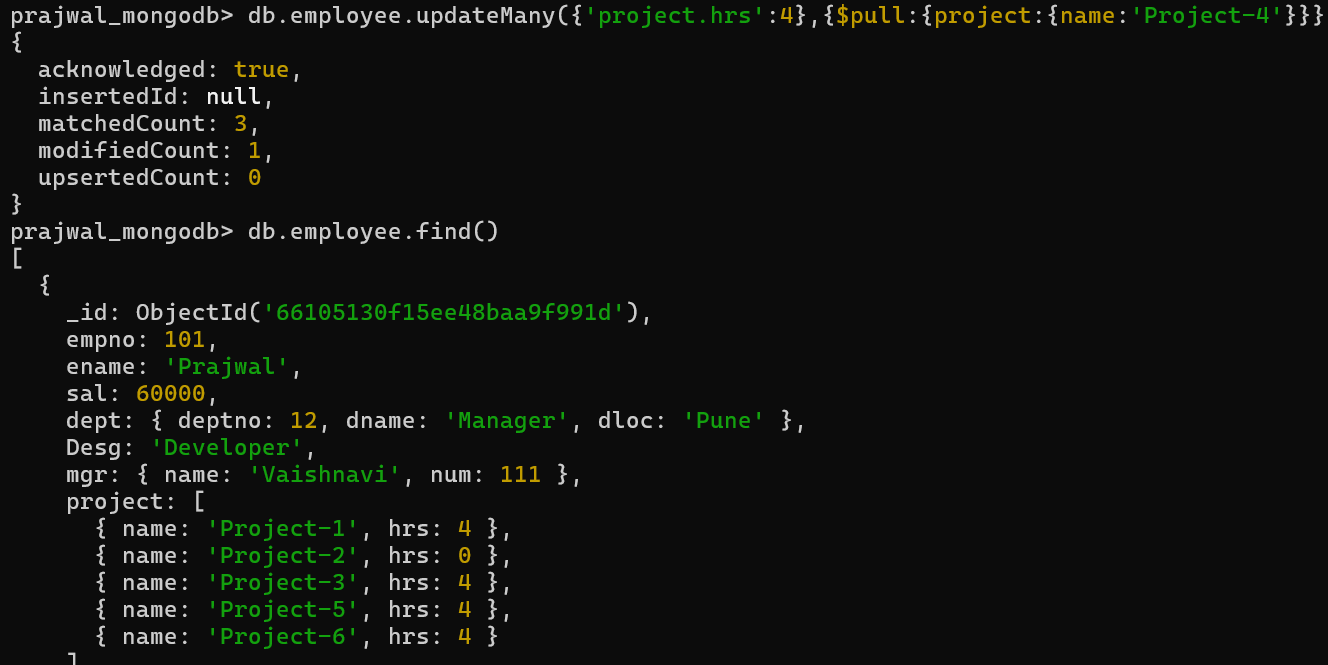 prajwal_mongodb> db.employee.updateMany({'project.hrs':4},{$pull:{project:{name:'Project-4'}}}
{
  acknowledged: true,
  insertedId: null,
  matchedCount: 3,
  modifiedCount: 1,
  upsertedCount: 0
}
prajwal_mongodb> db.employee.find()
[
  {
    _id: ObjectId('66105130f15ee48baa9f991d'),
    empno: 101,
    ename: 'Prajwal',
    sal: 60000,
    dept: { deptno: 12, dname: 'Manager', dloc: 'Pune' },
    Desg: 'Developer',
    mgr: { name: 'Vaishnavi', num: 111 },
    project: [
      { name: 'Project-1', hrs: 4 },
      { name: 'Project-2', hrs: 0 },
      { name: 'Project-3', hrs: 4 },
      { name: 'Project-5', hrs: 4 },
      { name: 'Project-6', hrs: 4 }
    ]